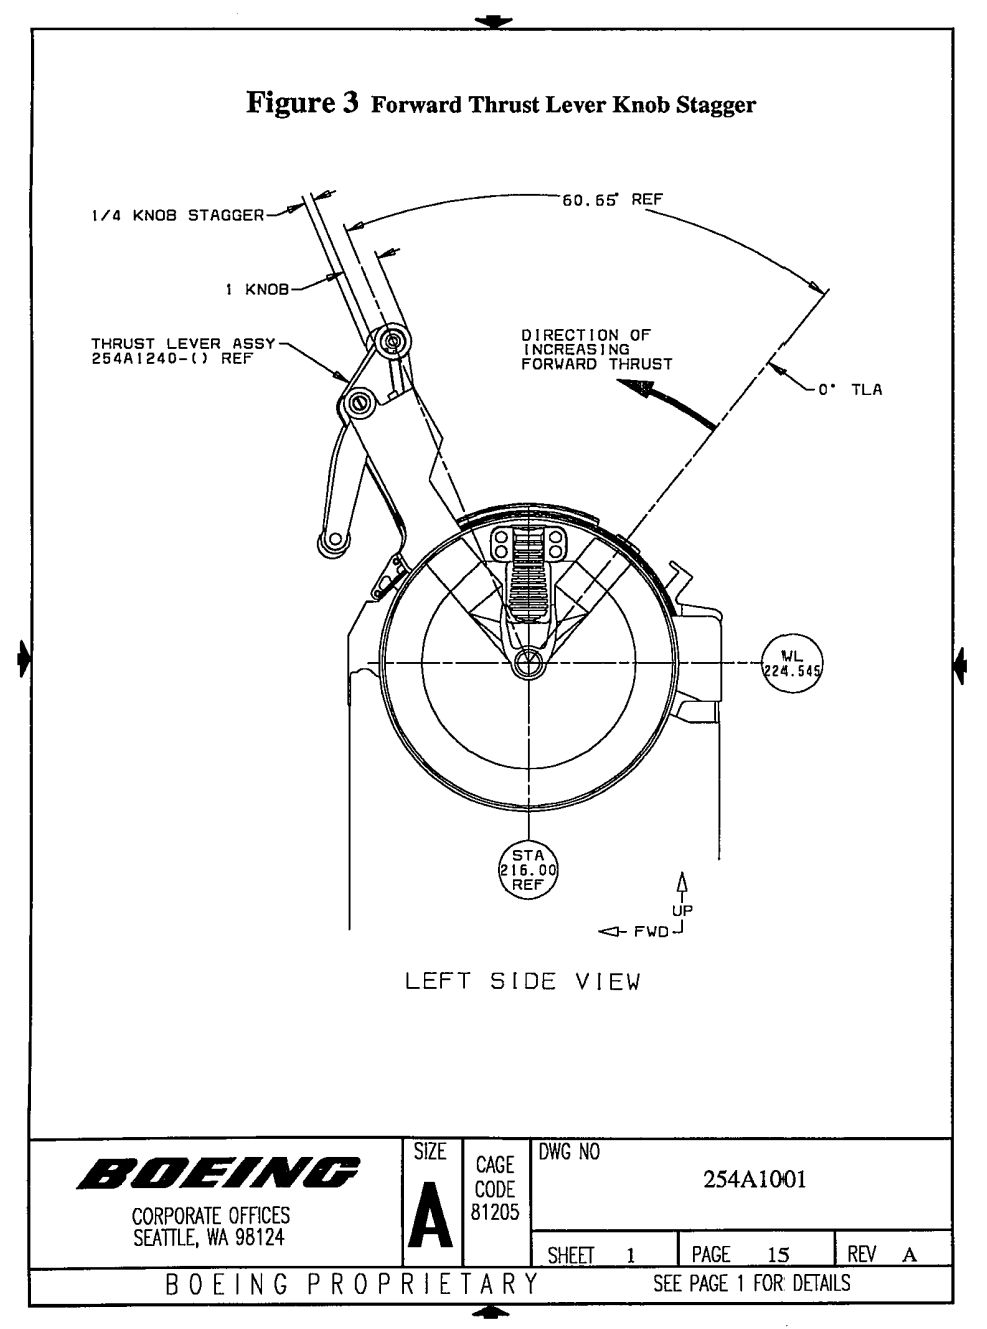 Figure 3 Forward Thrust Lever Knob Stagger
60.65° REF
1/4 KNOB STAGGER
1 KNOB
THRUST LEVER ASSY
254A1240-() REF
DIRECTION OF
INCREASING
FORWARD THRUST
0° TLA
WL
224.545
STA
216.00
REF
UP
FWD
LEFT SIDE VIEW
BOEING
CORPORATE OFFICES
SEATTLE, WA 98124
SIZE
A
CAGE
CODE
81205
DWG NO
254A1001
SHEET 1
PAGE 15
REV A
BOEING PROPRIETARY
SEE PAGE 1 FOR DETAILS